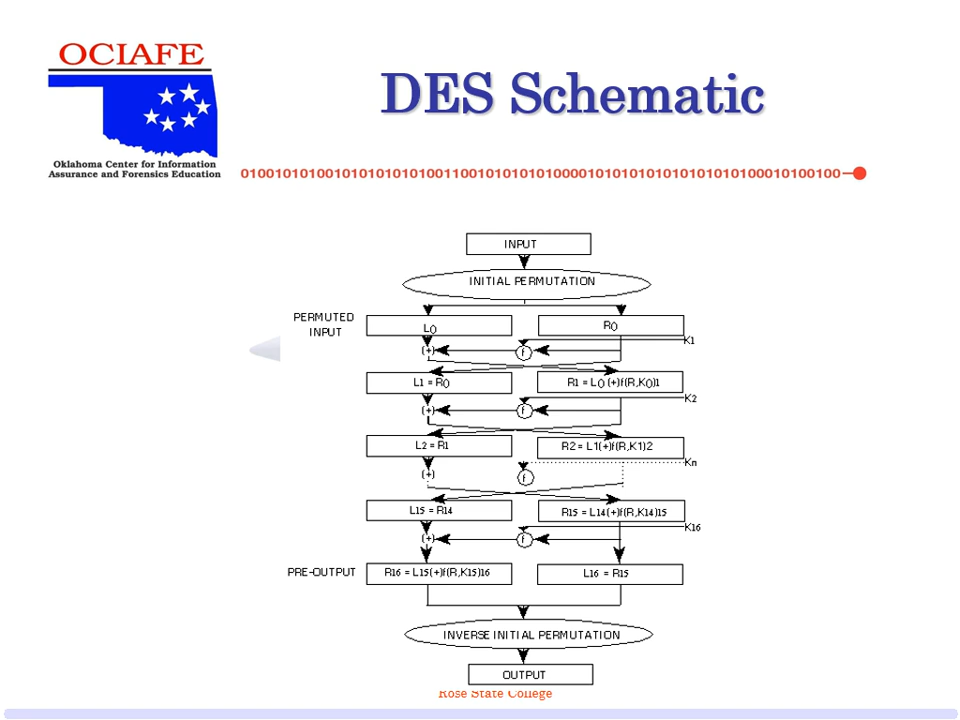 OCIAFE
Oklahoma Center for Information
Assurance and Forensics Education
DES Schematic
010010101001010101010101001100101010101010000101010101010101010100010100100
INPUT
INITIAL PERMUTATION
PERMUTED
INPUT
L0
R0
K1
(+)
f
L1 = R0
R1 = L0 (+)f(R,K0)1
K2
(+)
f
L2 = R1
R2 = L1(+)f(R,K1)2
Kn
(+)
f
L15 = R14
R15 = L14(+)f(R,K14)15
K16
(+)
f
PRE-OUTPUT
R16 = L15(+)f(R,K15)16
L16 = R15
INVERSE INITIAL PERMUTATION
OUTPUT
Rose State College